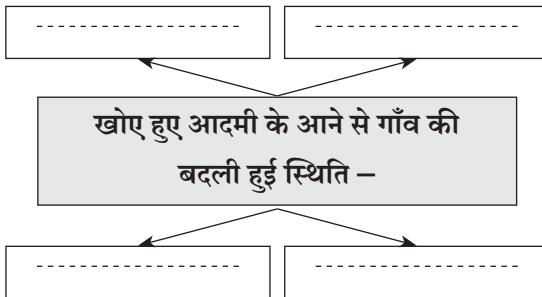 खोए हुए आदमी के आने से गाँव की
बदली हुई स्थिति –